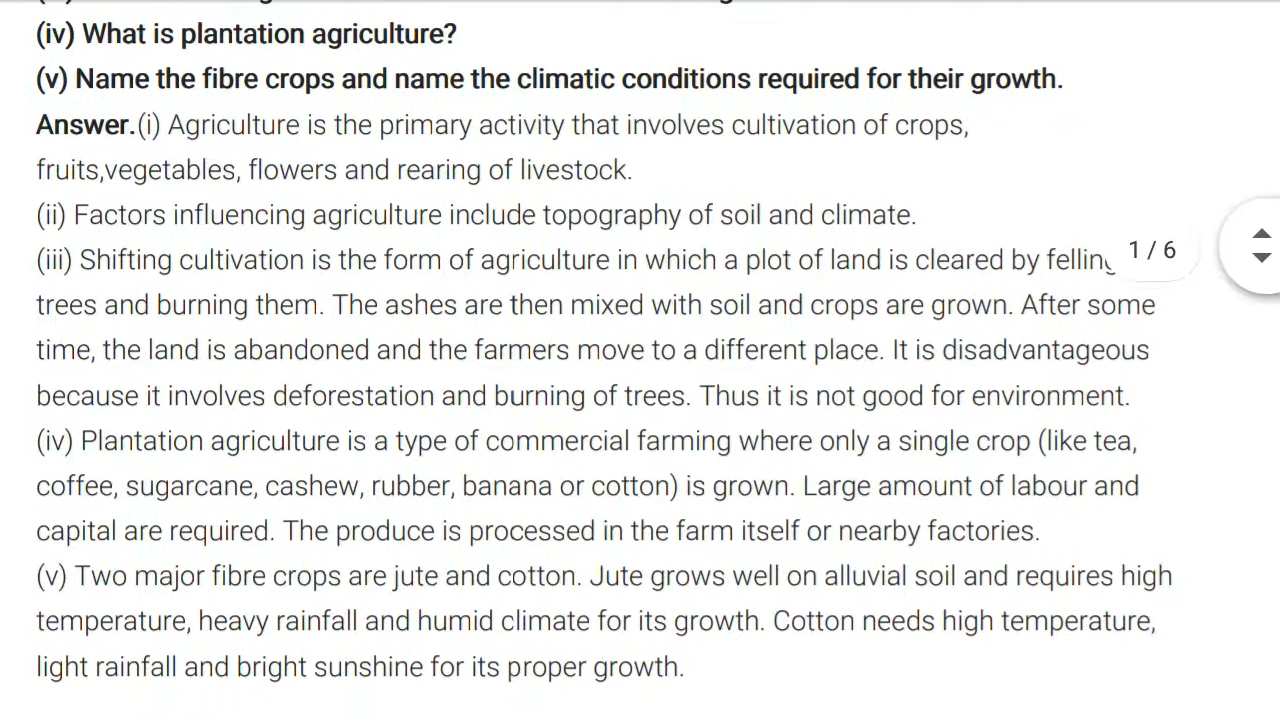 (iv) What is plantation agriculture?
(v) Name the fibre crops and name the climatic conditions required for their growth.
Answer.(i) Agriculture is the primary activity that involves cultivation of crops,
fruits,vegetables, flowers and rearing of livestock.
(ii) Factors influencing agriculture include topography of soil and climate.
(iii) Shifting cultivation is the form of agriculture in which a plot of land is cleared by felling
1 / 6
trees and burning them. The ashes are then mixed with soil and crops are grown. After some
time, the land is abandoned and the farmers move to a different place. It is disadvantageous
because it involves deforestation and burning of trees. Thus it is not good for environment.
(iv) Plantation agriculture is a type of commercial farming where only a single crop (like tea,
coffee, sugarcane, cashew, rubber, banana or cotton) is grown. Large amount of labour and
capital are required. The produce is processed in the farm itself or nearby factories.
(v) Two major fibre crops are jute and cotton. Jute grows well on alluvial soil and requires high
temperature, heavy rainfall and humid climate for its growth. Cotton needs high temperature,
light rainfall and bright sunshine for its proper growth.